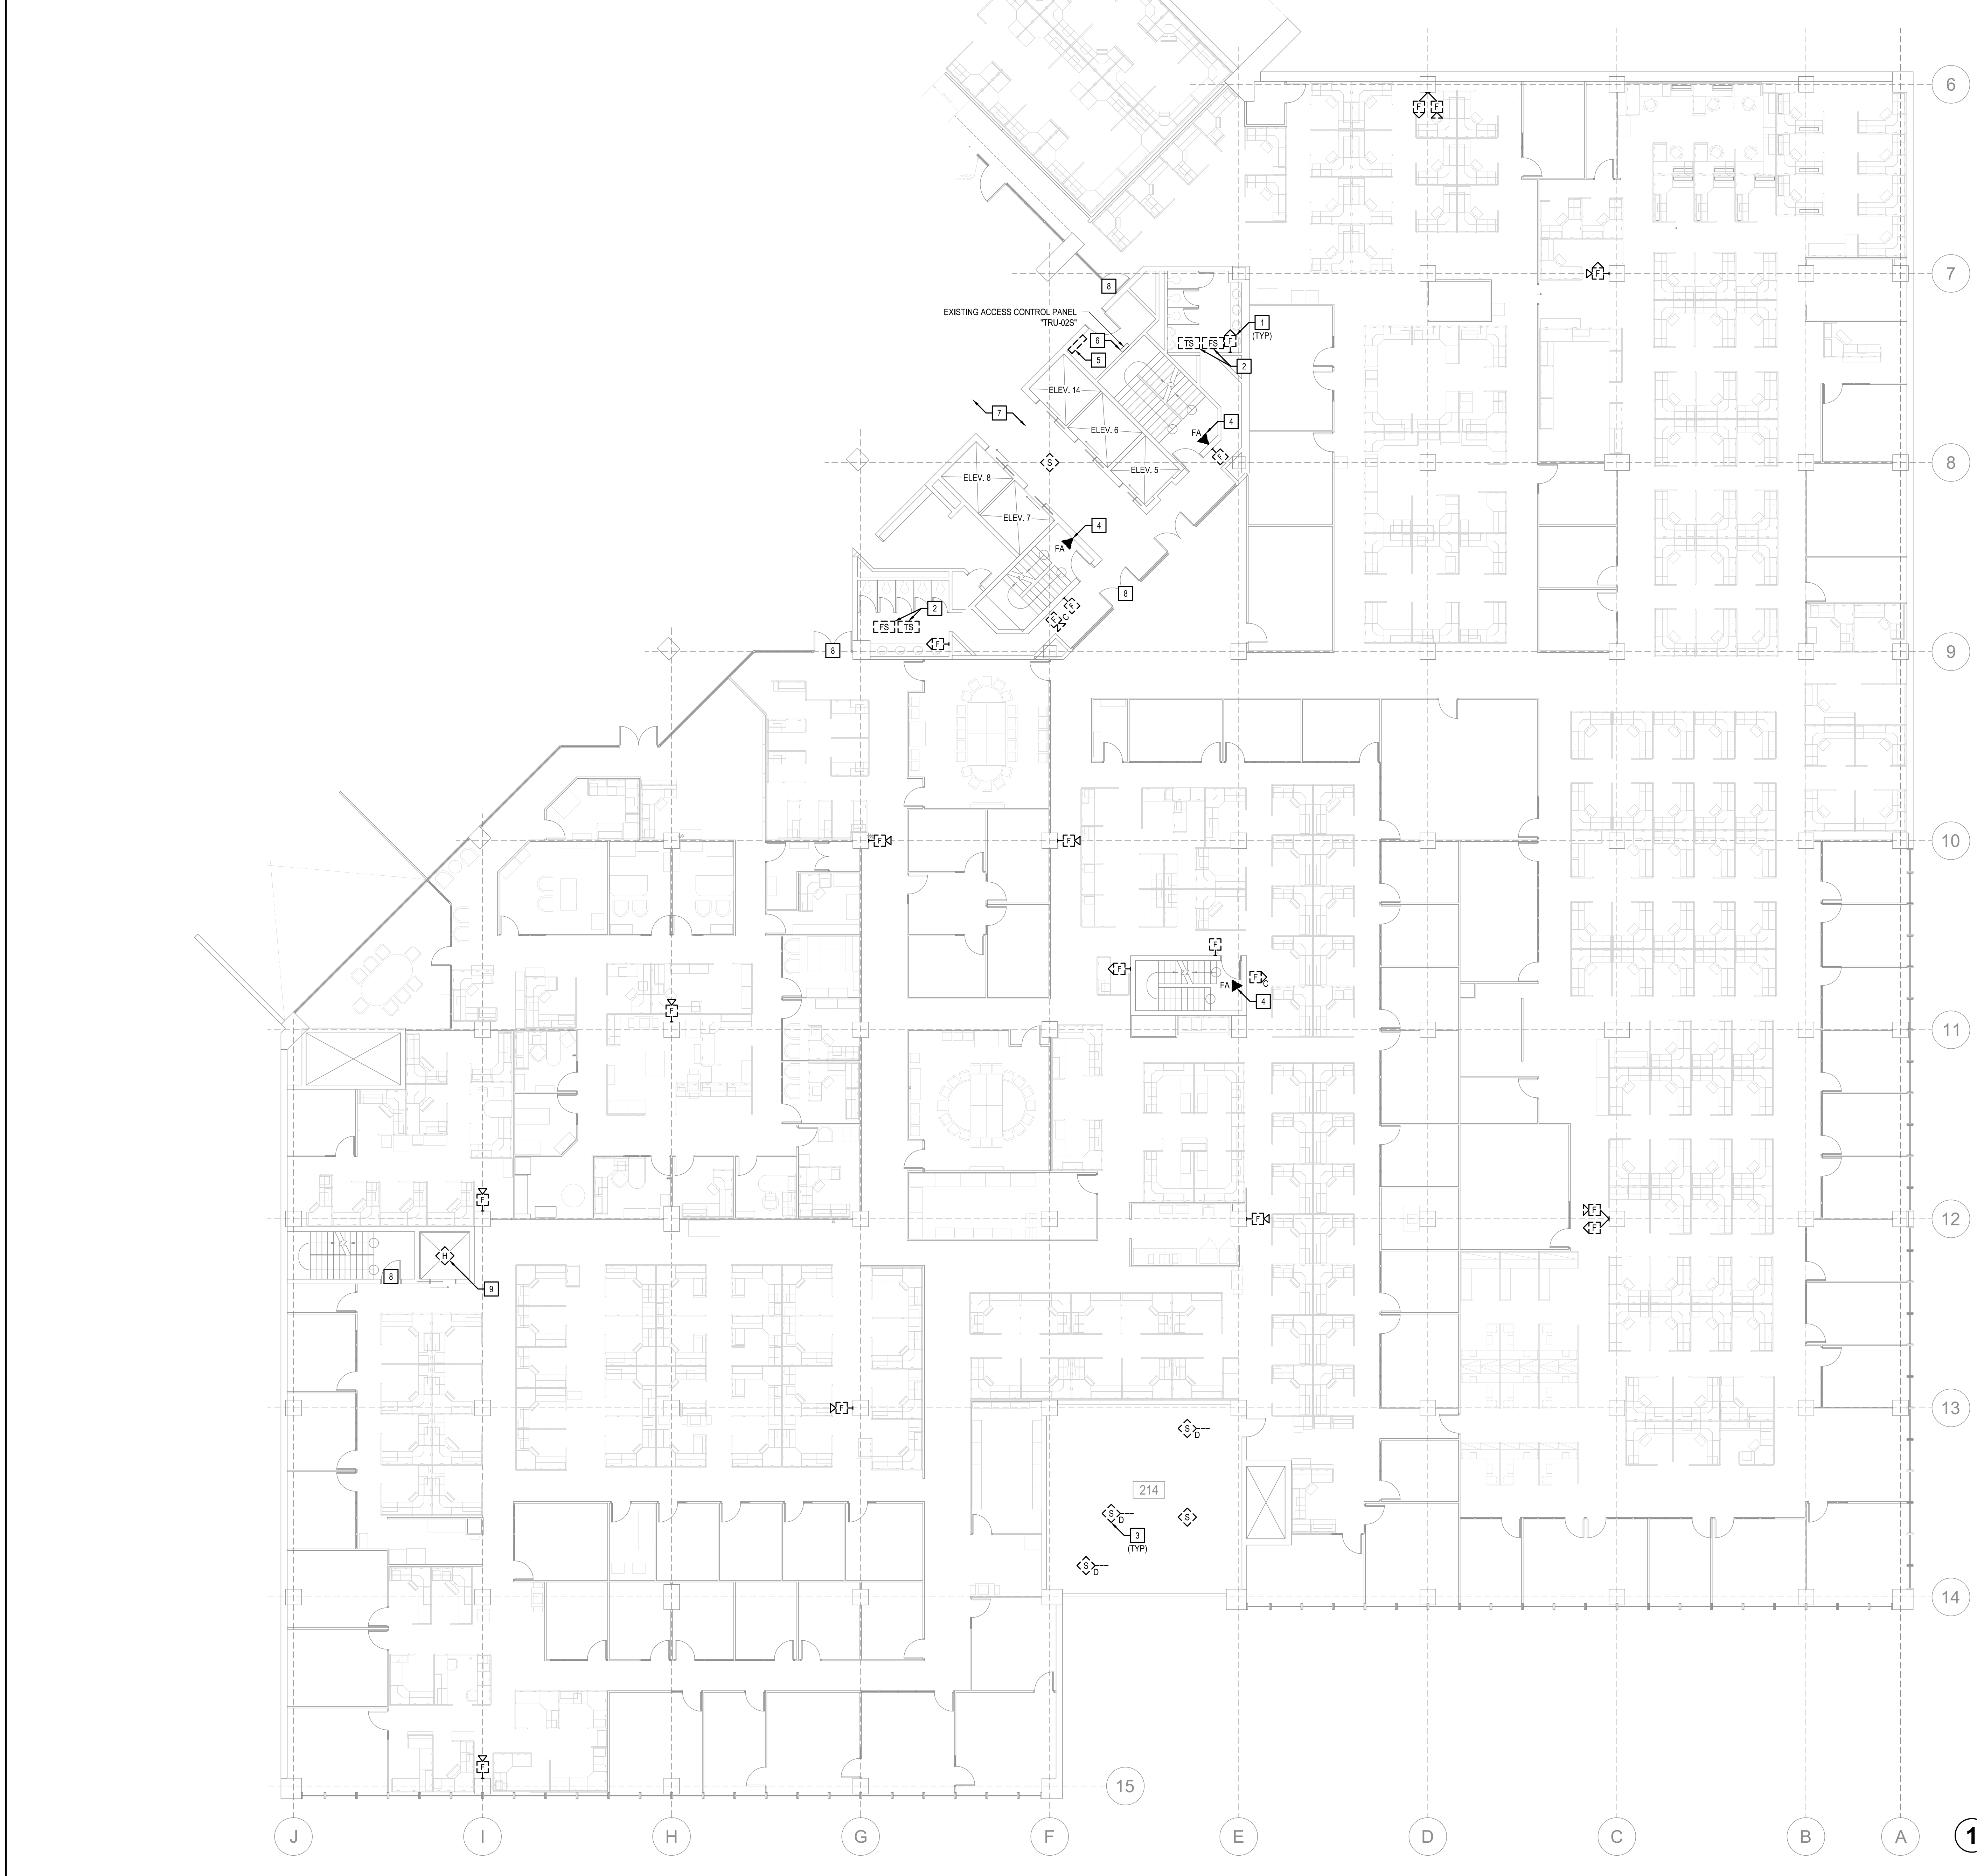 6
F F
7
F
8
EXISTING ACCESS CONTROL PANEL
"TRU-02S"
1
(TYP)
6
TS FS F
5
2
ELEV. 14
7
4
ELEV. 6
FA
F
S
ELEV. 5
8
ELEV. 8
ELEV. 7
4
FA
8
2
F
F C
FS TS
F
8
9
F
F
10
F
F
F C
FA
4
F
11
F
F
F
F
12
H
8
9
F
13
S D
214
S D
S
3
(TYP)
S D
14
F
15
J I H G F E D C B A
1